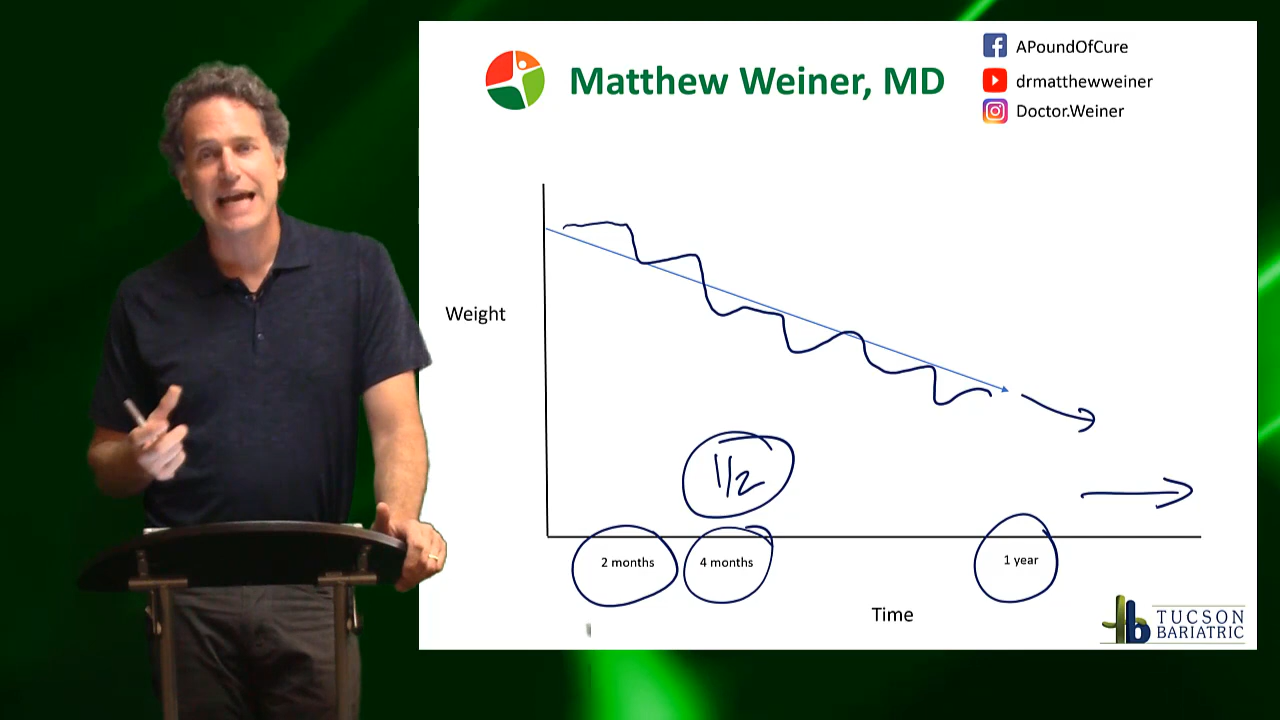 Matthew Weiner, MD
APoundOfCure
drmatthewweiner
Doctor.Weiner
Weight
1/2
2 months
4 months
1 year
Time
TUCSON
BARIATRIC